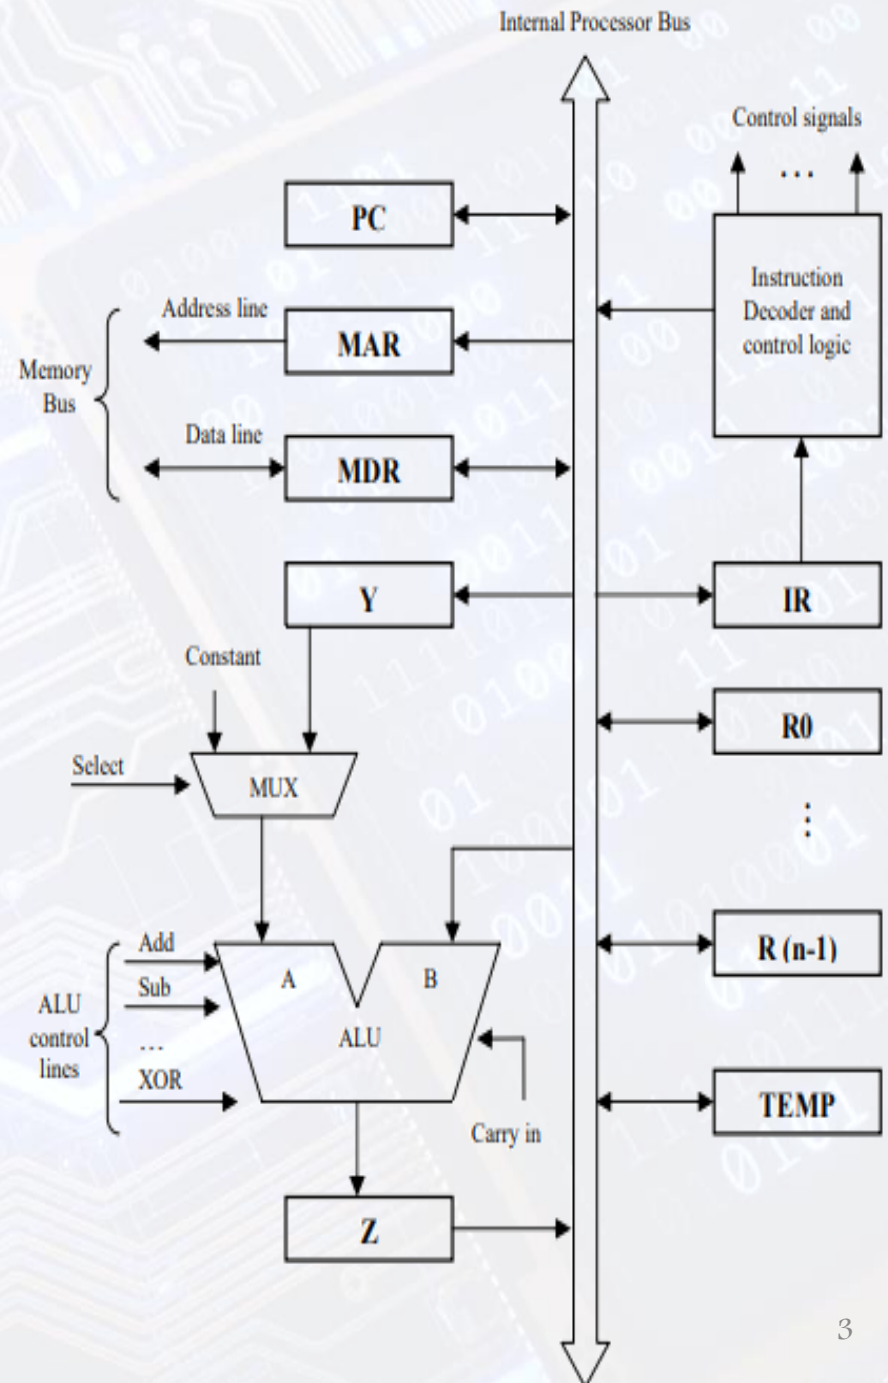 Internal Processor Bus
Control signals
...
PC
Instruction
Decoder and
control logic
Address line
MAR
Memory
Bus
Data line
MDR
Y
IR
Constant
R0
Select
MUX
⋮
Add
A
B
R (n-1)
Sub
ALU
control
lines
ALU
...
XOR
TEMP
Carry in
Z
3